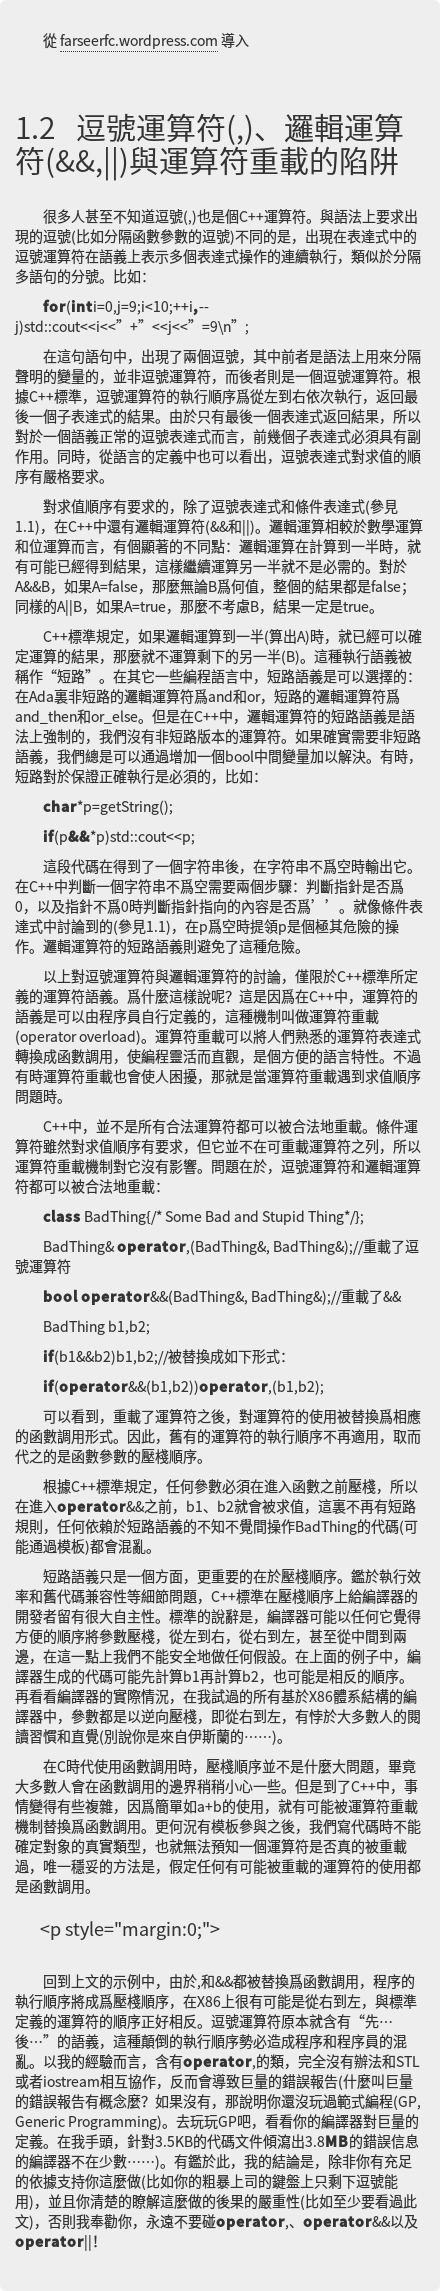 從 farseerfc.wordpress.com 導入
1.2 逗號運算符(,)、邏輯運算
符(&&,||)與運算符重載的陷阱
很多人甚至不知道逗號(,)也是個C++運算符。與語法上要求出
現的逗號(比如分隔函數參數的逗號)不同的是，出現在表達式中的
逗號運算符在語義上表示多個表達式操作的連續執行，類似於分隔
多語句的分號。比如：
for(inti=0,j=9;i<10;++i,--
j)std::cout<<i<<”+”<<j<<”=9\n”;
在這句語句中，出現了兩個逗號，其中前者是語法上用來分隔
聲明的變量的，並非逗號運算符，而後者則是一個逗號運算符。根
據C++標準，逗號運算符的執行順序爲從左到右依次執行，返回最
後一個子表達式的結果。由於只有最後一個表達式返回結果，所以
對於一個語義正常的逗號表達式而言，前幾個子表達式必須具有副
作用。同時，從語言的定義中也可以看出，逗號表達式對求值的順
序有嚴格要求。
對求值順序有要求的，除了逗號表達式和條件表達式(參見
1.1)，在C++中還有邏輯運算符(&&和||)。邏輯運算相較於數學運算
和位運算而言，有個顯著的不同點：邏輯運算在計算到一半時，就
有可能已經得到結果，這樣繼續運算另一半就不是必需的。對於
A&&B，如果A=false，那麼無論B爲何值，整個的結果都是false；
同樣的A||B，如果A=true，那麼不考慮B，結果一定是true。
C++標準規定，如果邏輯運算到一半(算出A)時，就已經可以確
定運算的結果，那麼就不運算剩下的另一半(B)。這種執行語義被
稱作“短路”。在其它一些編程語言中，短路語義是可以選擇的：
在Ada裏非短路的邏輯運算符爲and和or，短路的邏輯運算符爲
and_then和or_else。但是在C++中，邏輯運算符的短路語義是語
法上強制的，我們沒有非短路版本的運算符。如果確實需要非短路
語義，我們總是可以通過增加一個bool中間變量加以解決。有時，
短路對於保證正確執行是必須的，比如：
char*p=getString();
if(p&&*p)std::cout<<p;
這段代碼在得到了一個字符串後，在字符串不爲空時輸出它。
在C++中判斷一個字符串不爲空需要兩個步驟：判斷指針是否爲
0，以及指針不爲0時判斷指針指向的內容是否爲’’。就像條件表
達式中討論到的(參見1.1)，在p爲空時提領p是個極其危險的操
作。邏輯運算符的短路語義則避免了這種危險。
以上對逗號運算符與邏輯運算符的討論，僅限於C++標準所定
義的運算符語義。爲什麼這樣說呢？這是因爲在C++中，運算符的
語義是可以由程序員自行定義的，這種機制叫做運算符重載
(operator overload)。運算符重載可以將人們熟悉的運算符表達式
轉換成函數調用，使編程靈活而直觀，是個方便的語言特性。不過
有時運算符重載也會使人困擾，那就是當運算符重載遇到求值順序
問題時。
C++中，並不是所有合法運算符都可以被合法地重載。條件運
算符雖然對求值順序有要求，但它並不在可重載運算符之列，所以
運算符重載機制對它沒有影響。問題在於，逗號運算符和邏輯運算
符都可以被合法地重載：
class BadThing{/* Some Bad and Stupid Thing*/};
BadThing& operator,(BadThing&, BadThing&);//重載了逗
號運算符
bool operator&&(BadThing&, BadThing&);//重載了&&
BadThing b1,b2;
if(b1&&b2)b1,b2;//被替換成如下形式：
if(operator&&(b1,b2))operator,(b1,b2);
可以看到，重載了運算符之後，對運算符的使用被替換爲相應
的函數調用形式。因此，舊有的運算符的執行順序不再適用，取而
代之的是函數參數的壓棧順序。
根據C++標準規定，任何參數必須在進入函數之前壓棧，所以
在進入operator&&之前，b1、b2就會被求值，這裏不再有短路
規則，任何依賴於短路語義的不知不覺間操作BadThing的代碼(可
能通過模板)都會混亂。
短路語義只是一個方面，更重要的在於壓棧順序。鑑於執行效
率和舊代碼兼容性等細節問題，C++標準在壓棧順序上給編譯器的
開發者留有很大自主性。標準的說辭是，編譯器可能以任何它覺得
方便的順序將參數壓棧，從左到右，從右到左，甚至從中間到兩
邊，在這一點上我們不能安全地做任何假設。在上面的例子中，編
譯器生成的代碼可能先計算b1再計算b2，也可能是相反的順序。
再看看編譯器的實際情況，在我試過的所有基於X86體系結構的編
譯器中，參數都是以逆向壓棧，即從右到左，有悖於大多數人的閱
讀習慣和直覺(別說你是來自伊斯蘭的……)。
在C時代使用函數調用時，壓棧順序並不是什麼大問題，畢竟
大多數人會在函數調用的邊界稍稍小心一些。但是到了C++中，事
情變得有些複雜，因爲簡單如a+b的使用，就有可能被運算符重載
機制替換爲函數調用。更何況有模板參與之後，我們寫代碼時不能
確定對象的真實類型，也就無法預知一個運算符是否真的被重載
過，唯一穩妥的方法是，假定任何有可能被重載的運算符的使用都
是函數調用。
<p style="margin:0;">
回到上文的示例中，由於,和&&都被替換爲函數調用，程序的
執行順序將成爲壓棧順序，在X86上很有可能是從右到左，與標準
定義的運算符的順序正好相反。逗號運算符原本就含有“先…
後…”的語義，這種顛倒的執行順序勢必造成程序和程序員的混
亂。以我的經驗而言，含有operator,的類，完全沒有辦法和STL
或者iostream相互協作，反而會導致巨量的錯誤報告(什麼叫巨量
的錯誤報告有概念麼？如果沒有，那說明你還沒玩過範式編程(GP,
Generic Programming)。去玩玩GP吧，看看你的編譯器對巨量的
定義。在我手頭，針對3.5KB的代碼文件傾瀉出3.8MB的錯誤信息
的編譯器不在少數……)。有鑑於此，我的結論是，除非你有充足
的依據支持你這麼做(比如你的粗暴上司的鍵盤上只剩下逗號能
用)，並且你清楚的瞭解這麼做的後果的嚴重性(比如至少要看過此
文)，否則我奉勸你，永遠不要碰operator,、operator&&以及
operator||！